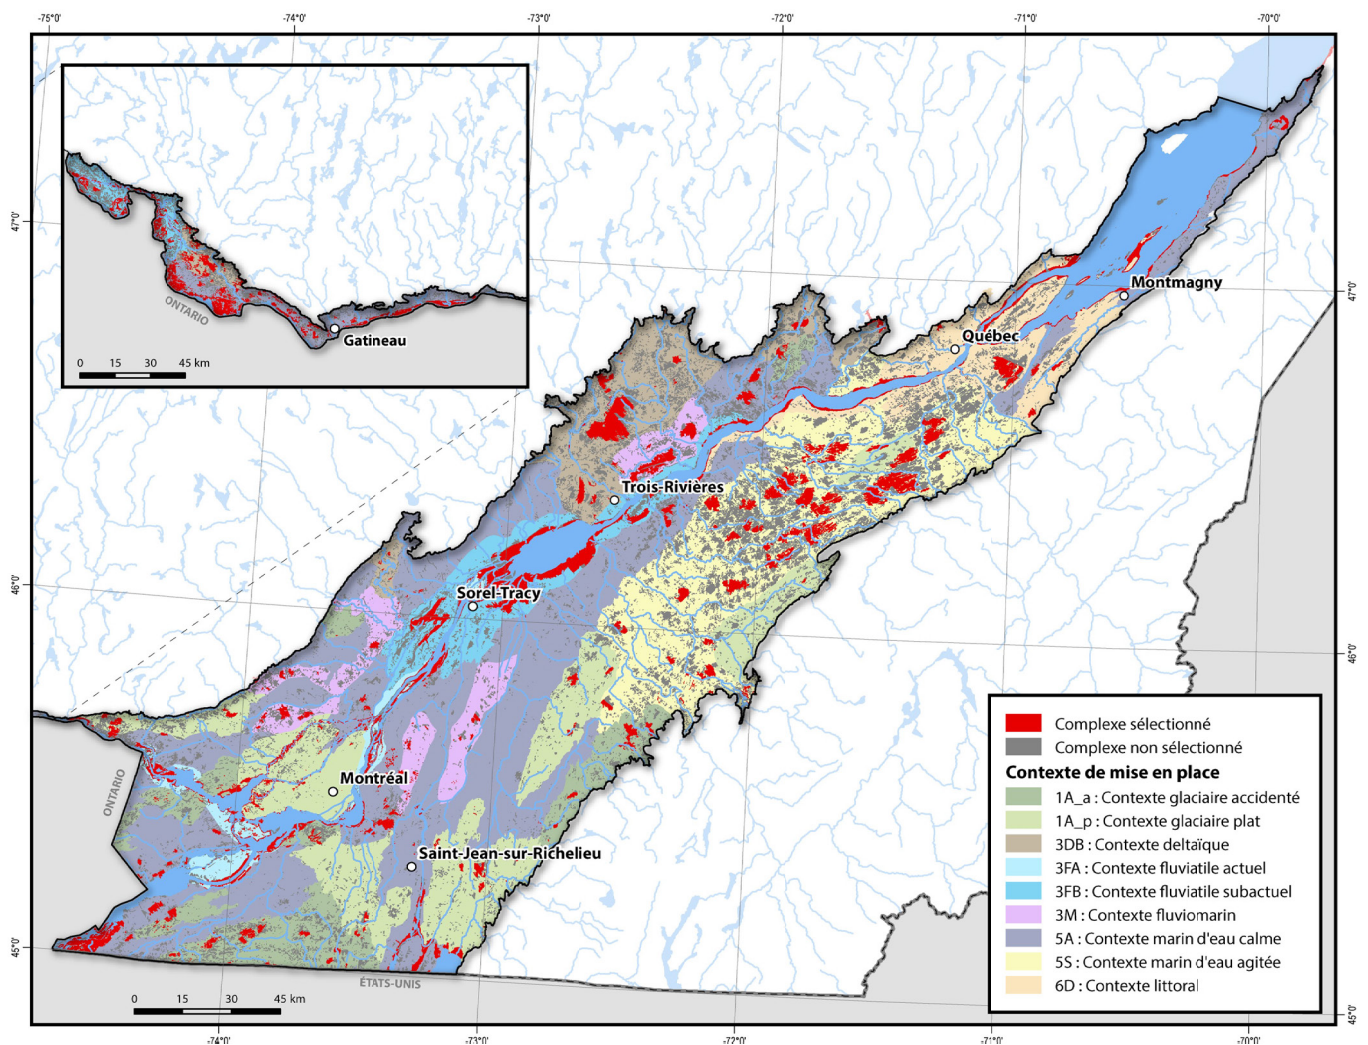 -75°0' -74°0' -73°0' -72°0' -71°0' -70°0'
47°0'
ONTARIO
Gatineau
0 15 30 45 km
Montmagny
47°0'
Québec
Trois-Rivières
46°0'
Sorel-Tracy
46°0'
Montréal
ONTARIO
Saint-Jean-sur-Richelieu
45°0'
ÉTATS-UNIS
0 15 30 45 km
Complexe sélectionné
Complexe non sélectionné
Contexte de mise en place
1A_a : Contexte glaciaire accidenté
1A_p : Contexte glaciaire plat
3DB : Contexte deltaïque
3FA : Contexte fluviatile actuel
3FB : Contexte fluviatile subactuel
3M : Contexte fluviomarin
5A : Contexte marin d'eau calme
5S : Contexte marin d'eau agitée
6D : Contexte littoral
45°0'
-74°0' -73°0' -72°0' -71°0' -70°0'